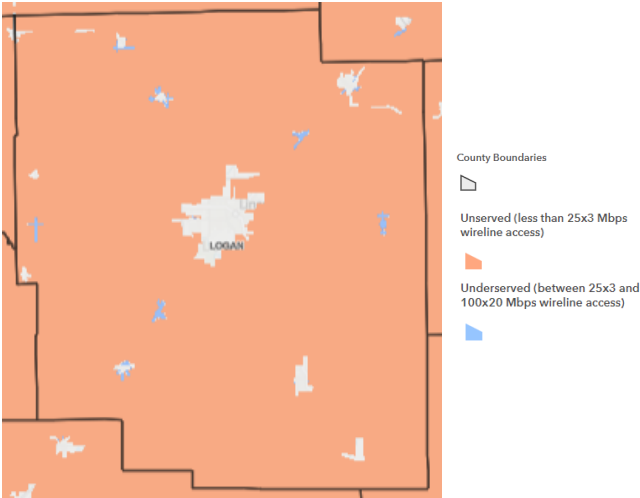 County Boundaries
Unserved (less than 25x3 Mbps
wireline access)
LOGAN
Underserved (between 25x3 and
100x20 Mbps wireline access)